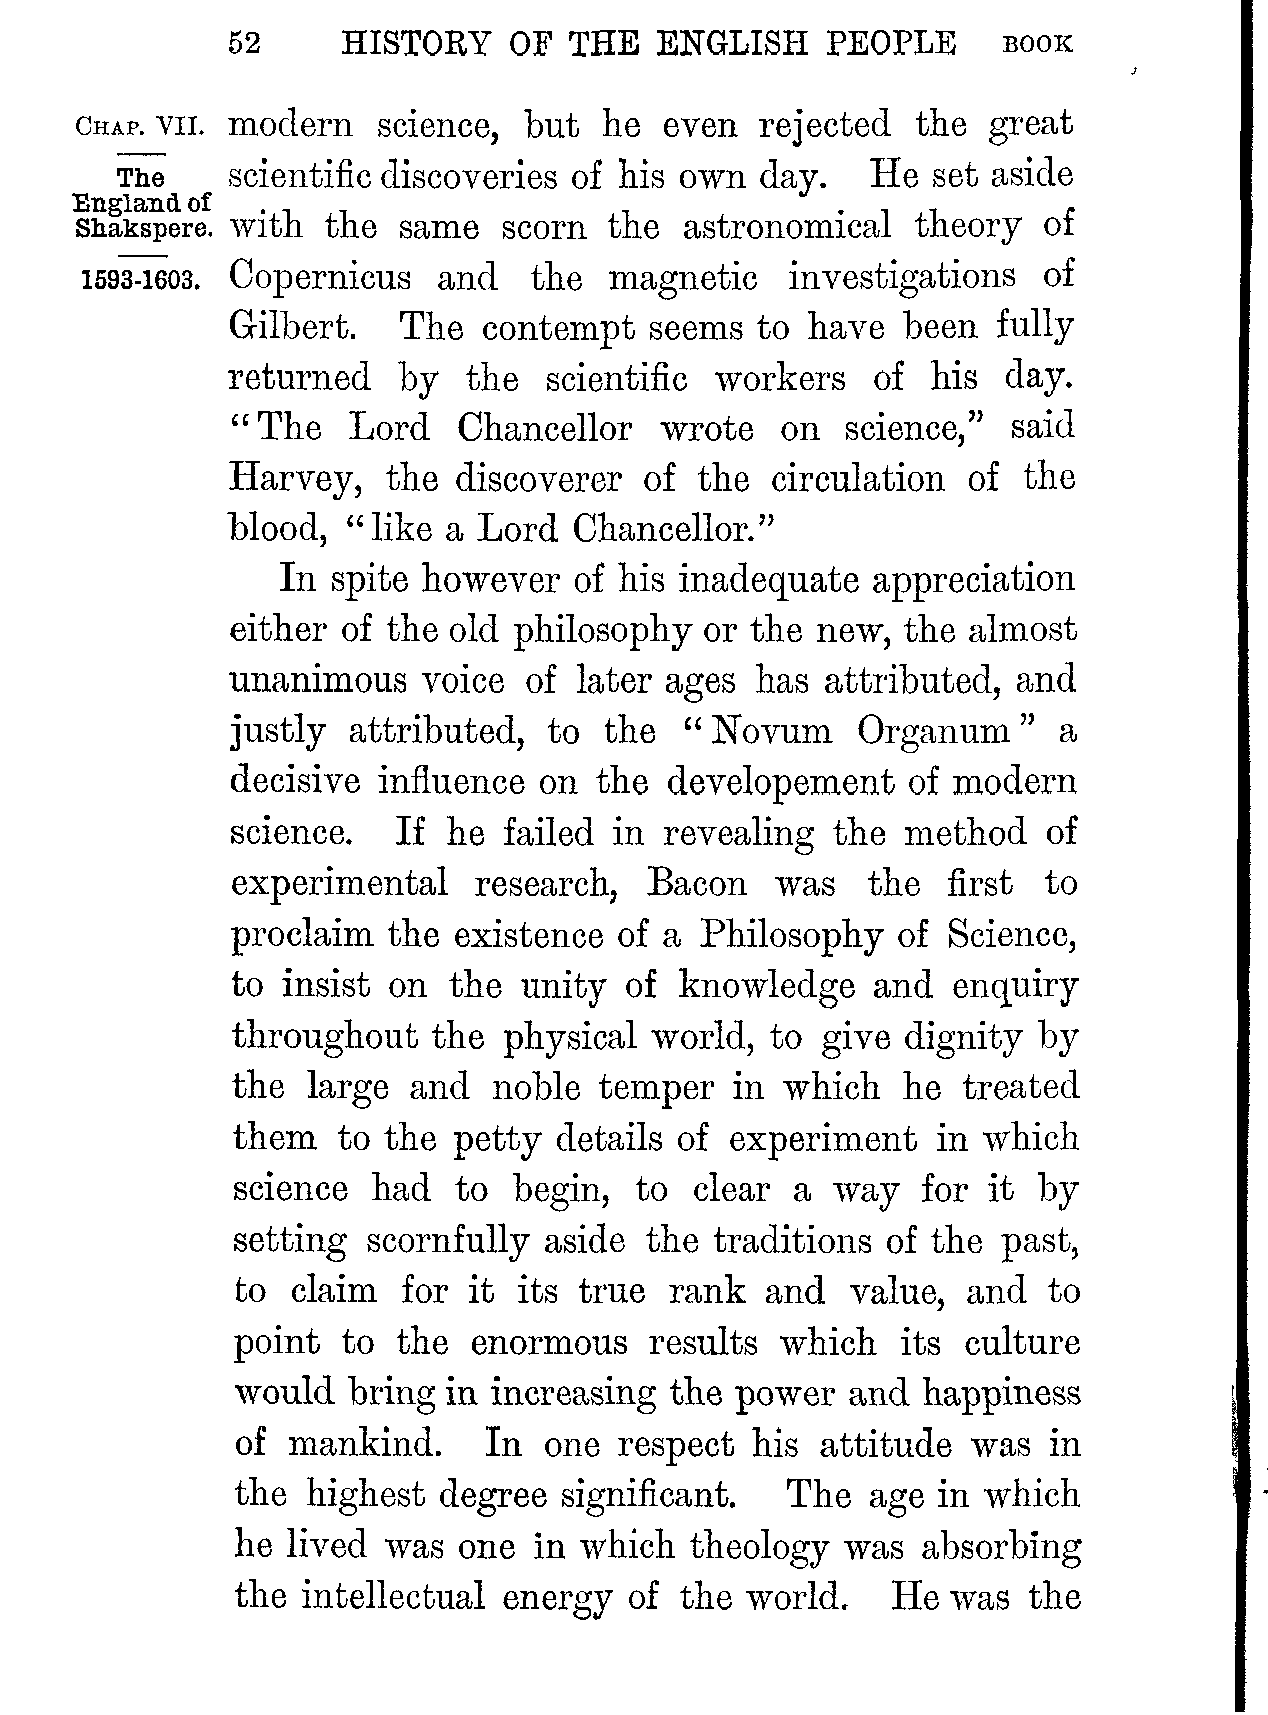 52 HISTORY OF THE ENGLISH PEOPLE BOOK
CHAP. VII.
The
England of
Shakspere.
1593-1603.
modern science, but he even rejected the great
scientific discoveries of his own day. He set aside
with the same scorn the astronomical theory of
Copernicus and the magnetic investigations of
Gilbert. The contempt seems to have been fully
returned by the scientific workers of his day.
“The Lord Chancellor wrote on science,” said
Harvey, the discoverer of the circulation of the
blood, “like a Lord Chancellor.”
In spite however of his inadequate appreciation
either of the old philosophy or the new, the almost
unanimous voice of later ages has attributed, and
justly attributed, to the “Novum Organum” a
decisive influence on the developement of modern
science. If he failed in revealing the method of
experimental research, Bacon was the first to
proclaim the existence of a Philosophy of Science,
to insist on the unity of knowledge and enquiry
throughout the physical world, to give dignity by
the large and noble temper in which he treated
them to the petty details of experiment in which
science had to begin, to clear a way for it by
setting scornfully aside the traditions of the past,
to claim for it its true rank and value, and to
point to the enormous results which its culture
would bring in increasing the power and happiness
of mankind. In one respect his attitude was in
the highest degree significant. The age in which
he lived was one in which theology was absorbing
the intellectual energy of the world. He was the